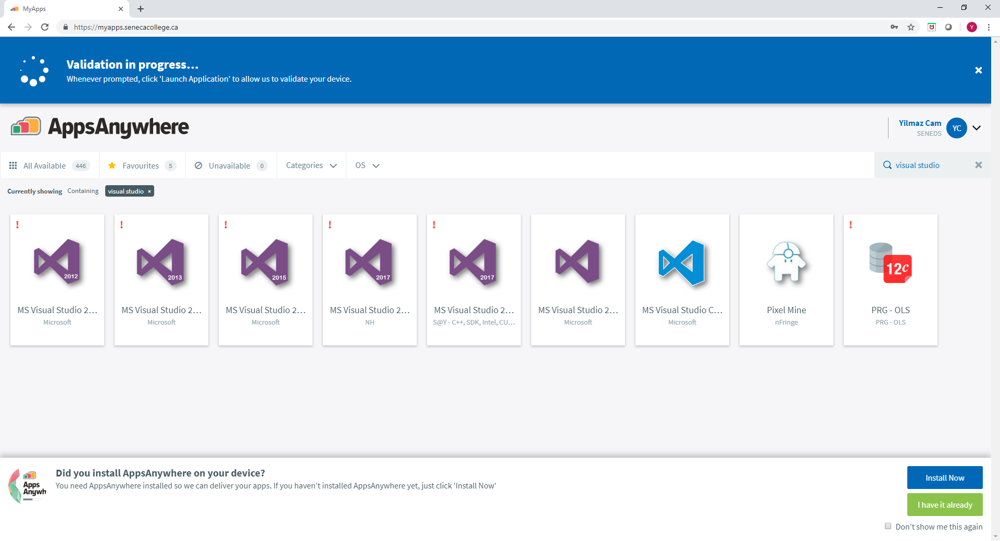 MyApps
https://myapps.senecacollege.ca
Y
Validation in progress...
Whenever prompted, click 'Launch Application' to allow us to validate your device.
AppsAnywhere
Yilmaz Cam
SENEDS
YC
All Available 446
Favourites 5
Unavailable 0
Categories
OS
visual studio
Currently showing Containing visual studio ×
!
2012
MS Visual Studio 2...
Microsoft
!
2013
MS Visual Studio 2...
Microsoft
!
2015
MS Visual Studio 2...
Microsoft
!
2017
MS Visual Studio 2...
NH
!
2017
MS Visual Studio 2...
S@Y - C++, SDK, Intel, CU...
MS Visual Studio 2...
Microsoft
MS Visual Studio C...
Microsoft
Pixel Mine
nFringe
!
12c
PRG - OLS
PRG - OLS
Apps
Anywh
Did you install AppsAnywhere on your device?
You need AppsAnywhere installed so we can deliver your apps. If you haven't installed AppsAnywhere yet, just click 'Install Now'
Install Now
I have it already
Don't show me this again